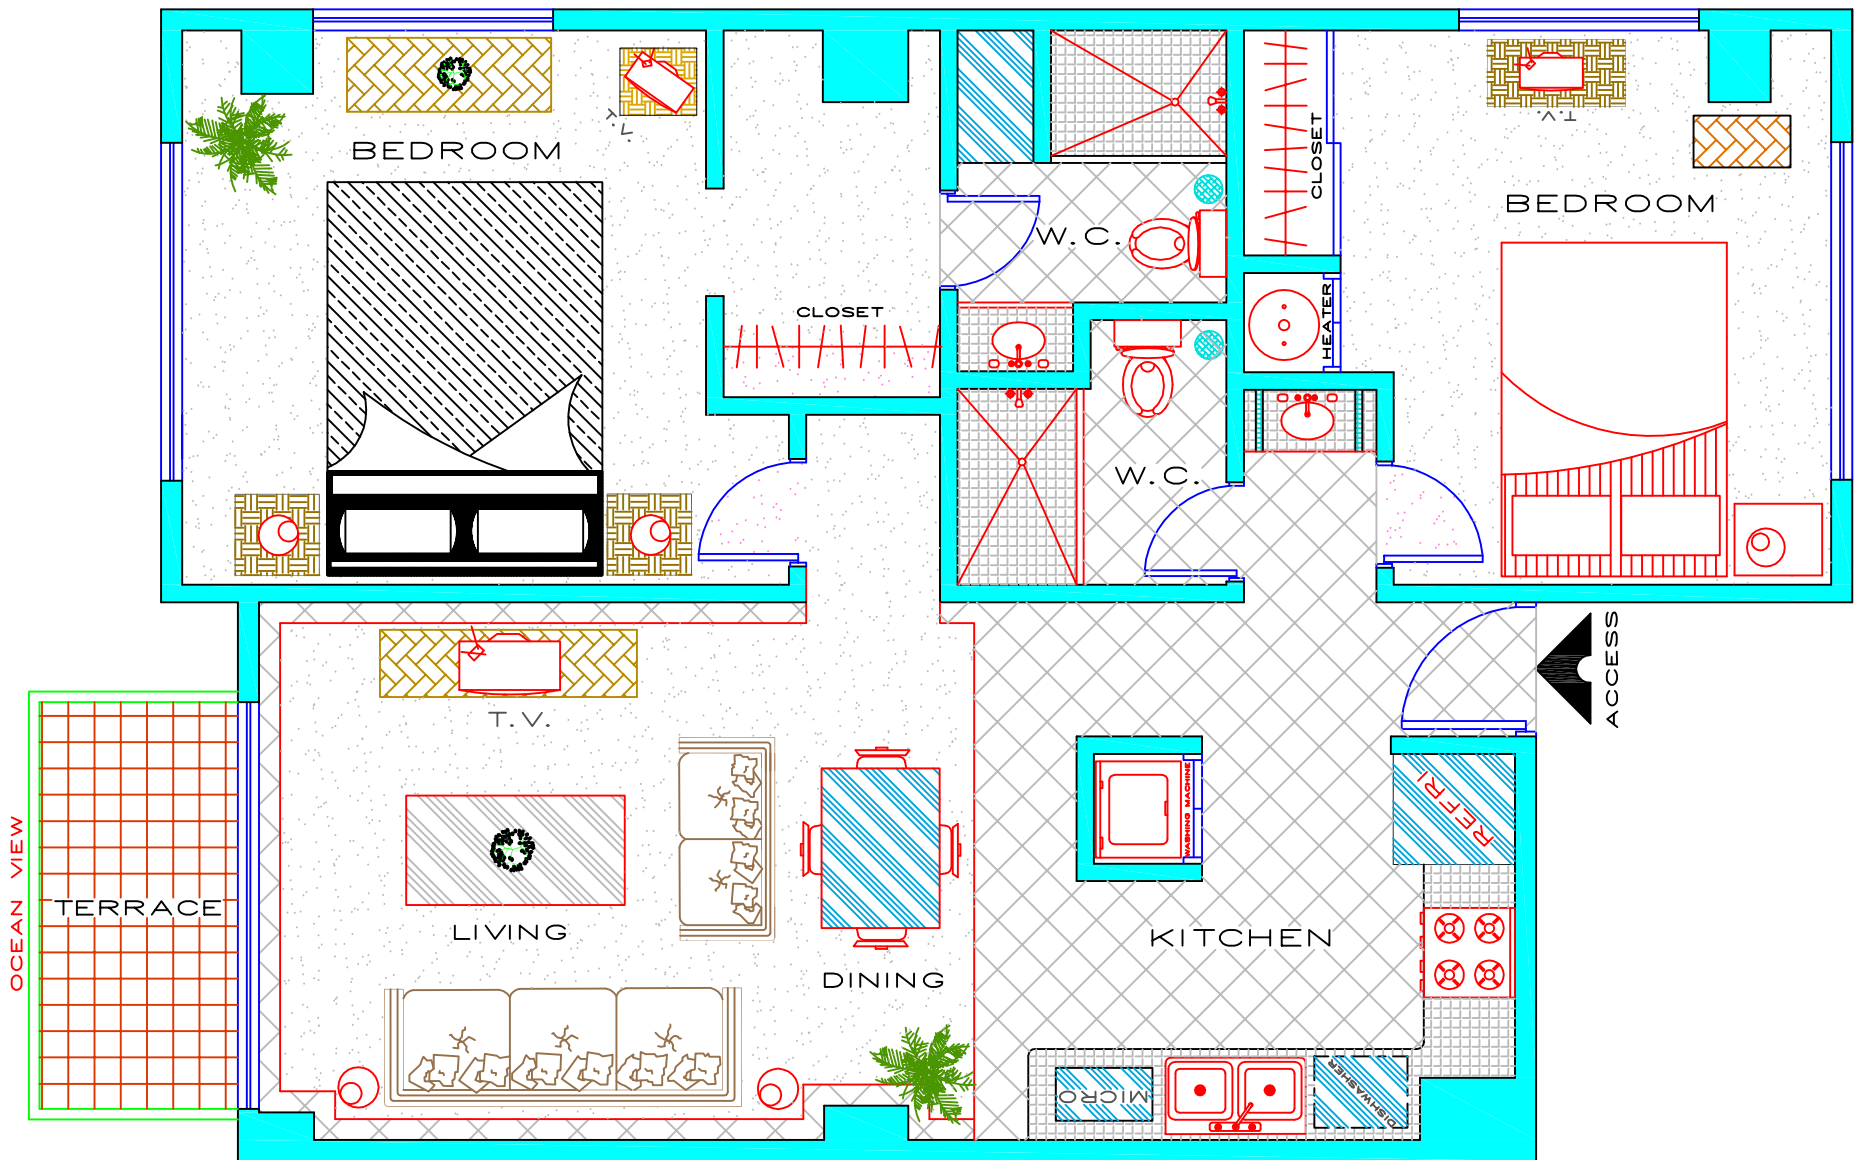 BEDROOM
T.V.
CLOSET
W.C.
CLOSET
HEATER
T.V.
BEDROOM
W.C.
ACCESS
T.V.
WASHING MACHINE
REFRI
OCEAN VIEW
TERRACE
LIVING
DINING
KITCHEN
MICRO
DISHWASHER